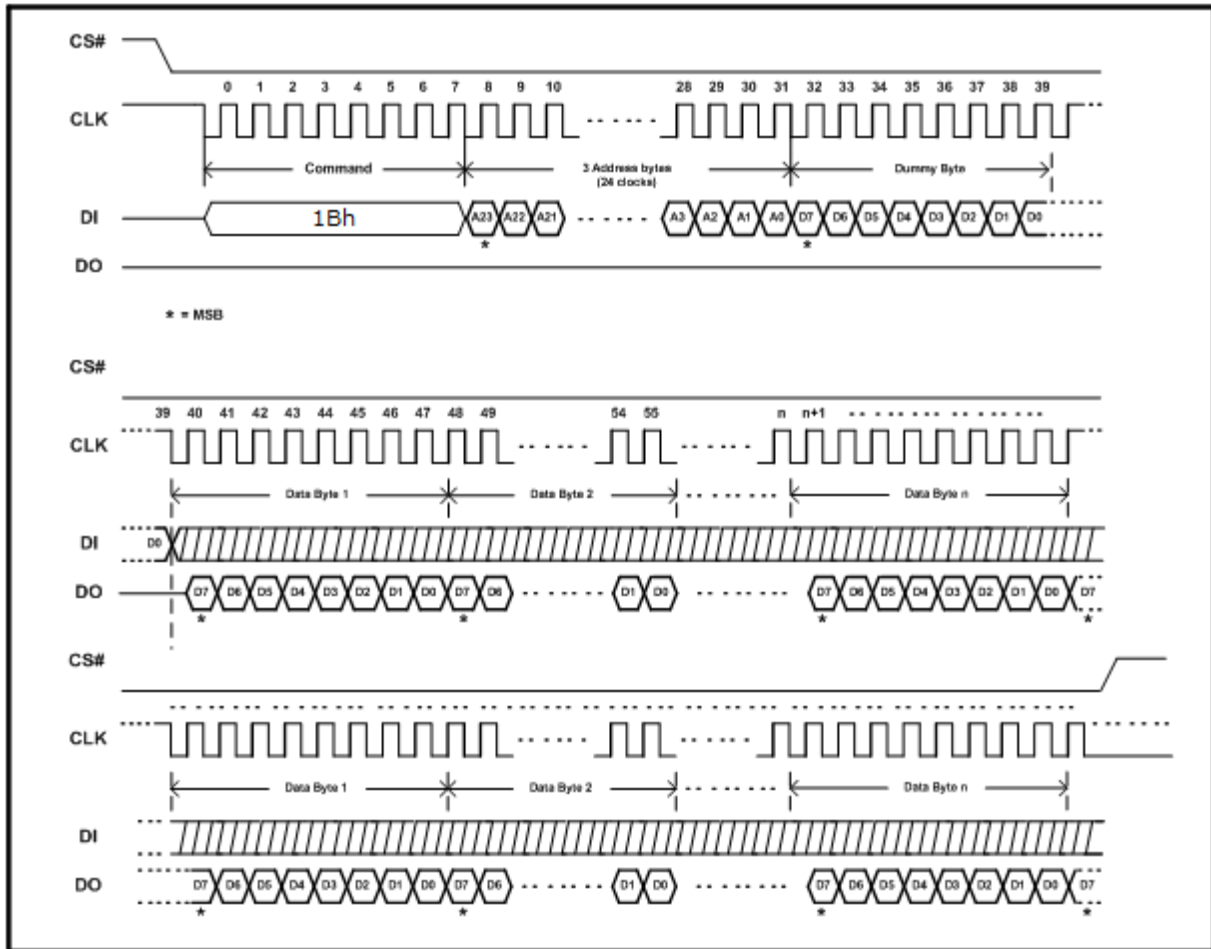 CS#
0 1 2 3 4 5 6 7 8 9 10 28 29 30 31 32 33 34 35 36 37 38 39
CLK
Command 3 Address bytes Dummy Byte
(24 clocks)
DI 1Bh A23 A22 A21 A3 A2 A1 A0 D7 D6 D5 D4 D3 D2 D1 D0
* *
DO
* = MSB
CS#
39 40 41 42 43 44 45 46 47 48 49 54 55 n n+1
CLK
Data Byte 1 Data Byte 2 Data Byte n
DI D0
DO D7 D6 D5 D4 D3 D2 D1 D0 D7 D6 D1 D0 D7 D6 D5 D4 D3 D2 D1 D0 D7
* * * *
CS#
CLK
Data Byte 1 Data Byte 2 Data Byte n
DI
DO D7 D6 D5 D4 D3 D2 D1 D0 D7 D6 D1 D0 D7 D6 D5 D4 D3 D2 D1 D0 D7
* * * *